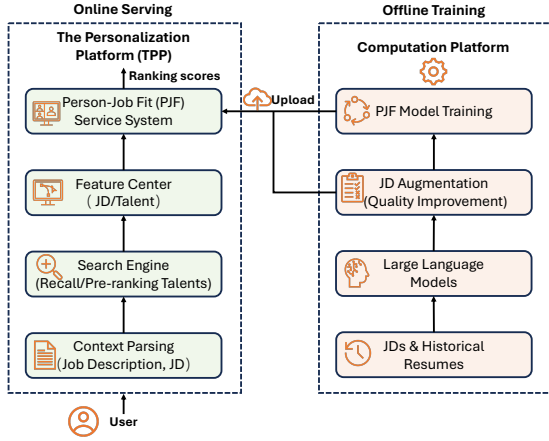 Online Serving
The Personalization
Platform (TPP)
Ranking scores
Person-Job Fit (PJF)
Service System
Feature Center
( JD/Talent)
Search Engine
(Recall/Pre-ranking Talents)
Context Parsing
(Job Description, JD)
User
Upload
Offline Training
Computation Platform
PJF Model Training
JD Augmentation
(Quality Improvement)
Large Language
Models
JDs & Historical
Resumes